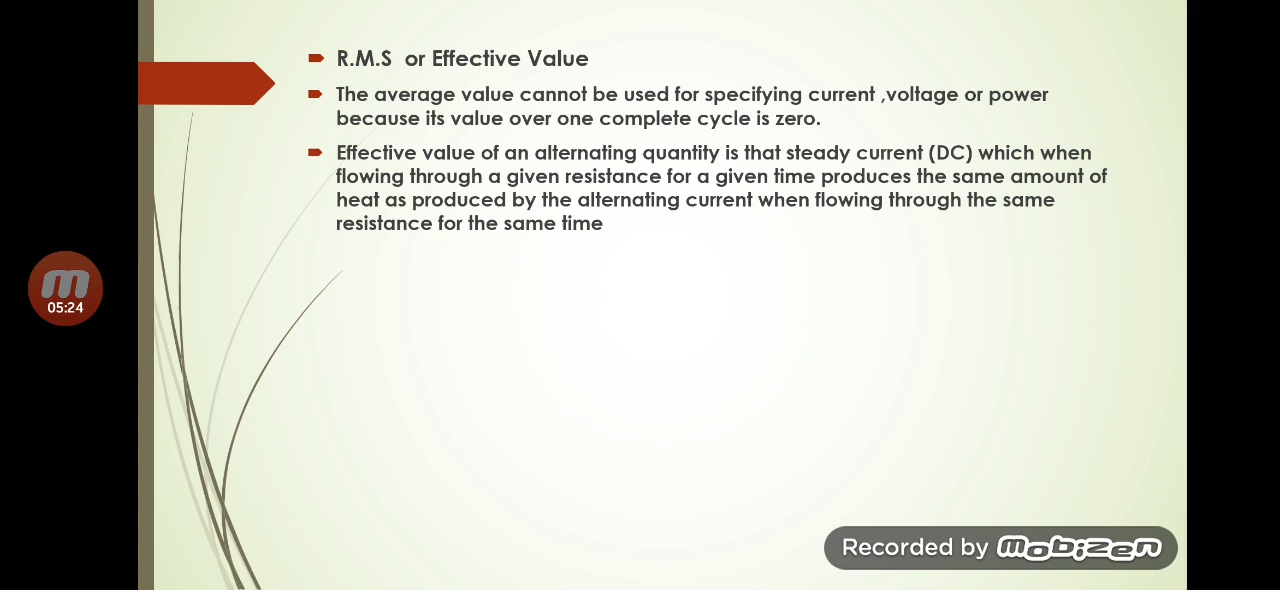 R.M.S or Effective Value
The average value cannot be used for specifying current ,voltage or power
because its value over one complete cycle is zero.
Effective value of an alternating quantity is that steady current (DC) which when
flowing through a given resistance for a given time produces the same amount of
heat as produced by the alternating current when flowing through the same
resistance for the same time
m
05:24
Recorded by mobizen